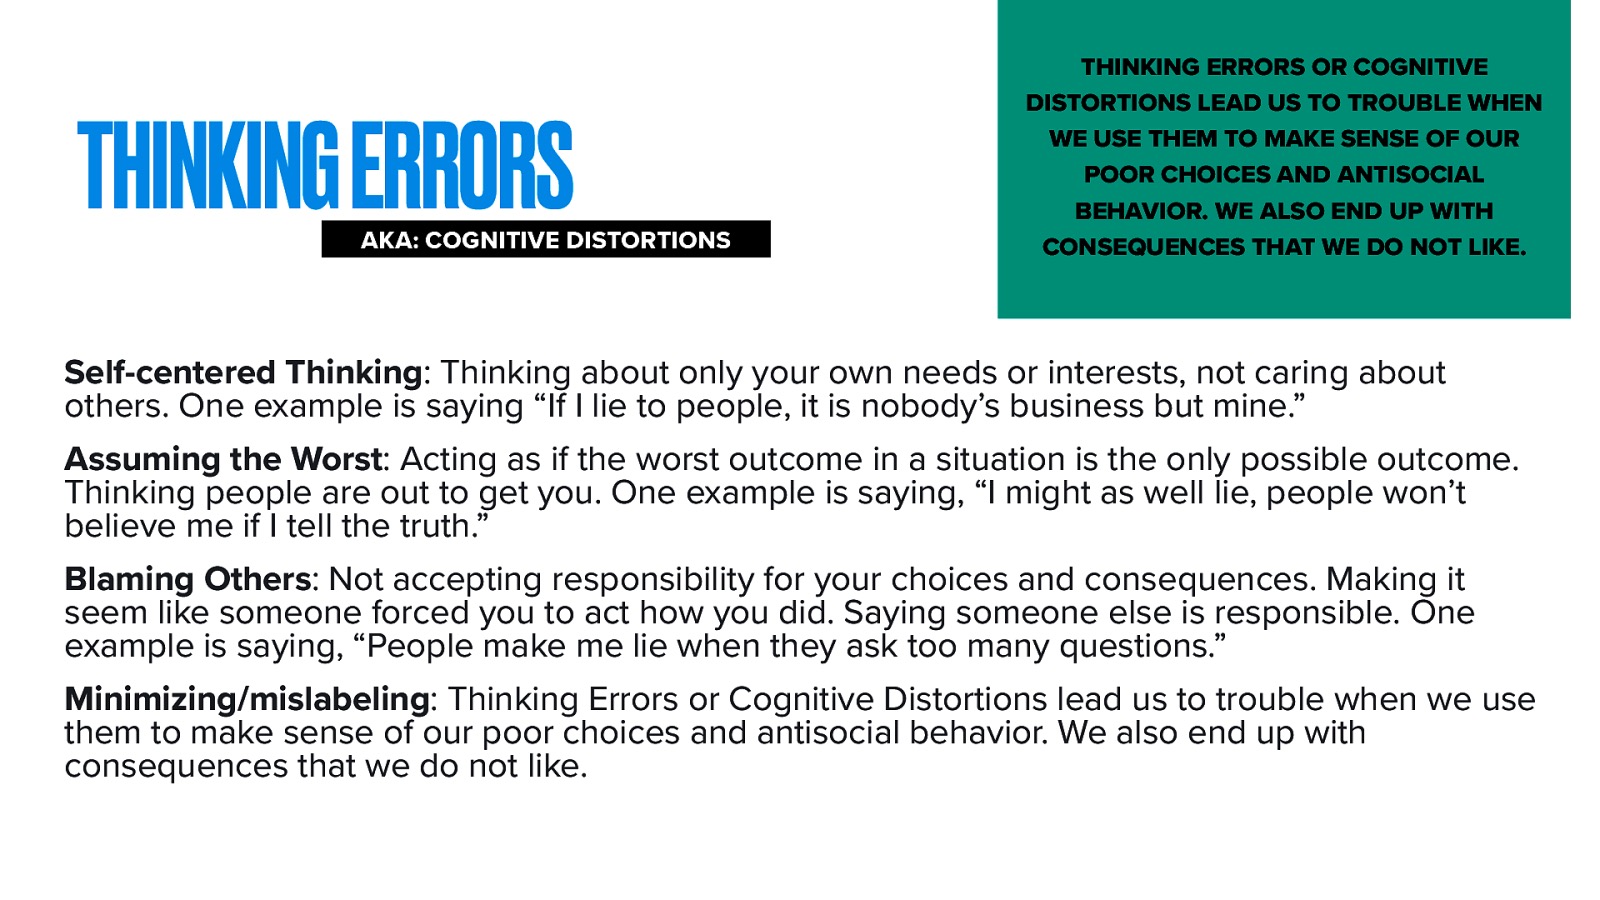 THINKING ERRORS
AKA: COGNITIVE DISTORTIONS
THINKING ERRORS OR COGNITIVE
DISTORTIONS LEAD US TO TROUBLE WHEN
WE USE THEM TO MAKE SENSE OF OUR
POOR CHOICES AND ANTISOCIAL
BEHAVIOR. WE ALSO END UP WITH
CONSEQUENCES THAT WE DO NOT LIKE.
Self-centered Thinking: Thinking about only your own needs or interests, not caring about
others. One example is saying “If I lie to people, it is nobody’s business but mine.”
Assuming the Worst: Acting as if the worst outcome in a situation is the only possible outcome.
Thinking people are out to get you. One example is saying, “I might as well lie, people won’t
believe me if I tell the truth.”
Blaming Others: Not accepting responsibility for your choices and consequences. Making it
seem like someone forced you to act how you did. Saying someone else is responsible. One
example is saying, “People make me lie when they ask too many questions.”
Minimizing/mislabeling: Thinking Errors or Cognitive Distortions lead us to trouble when we use
them to make sense of our poor choices and antisocial behavior. We also end up with
consequences that we do not like.